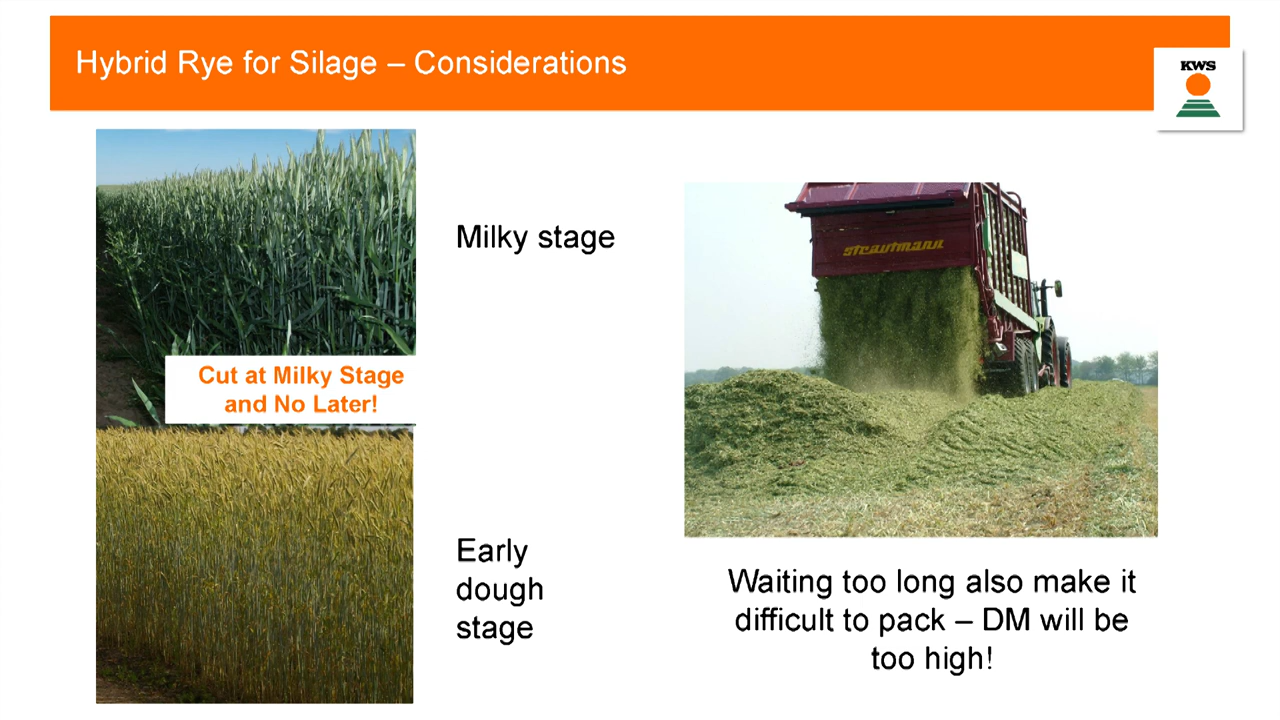 Hybrid Rye for Silage – Considerations
KWS
Milky stage
Cut at Milky Stage
and No Later!
strautmann
Early
dough
stage
Waiting too long also make it
difficult to pack – DM will be
too high!